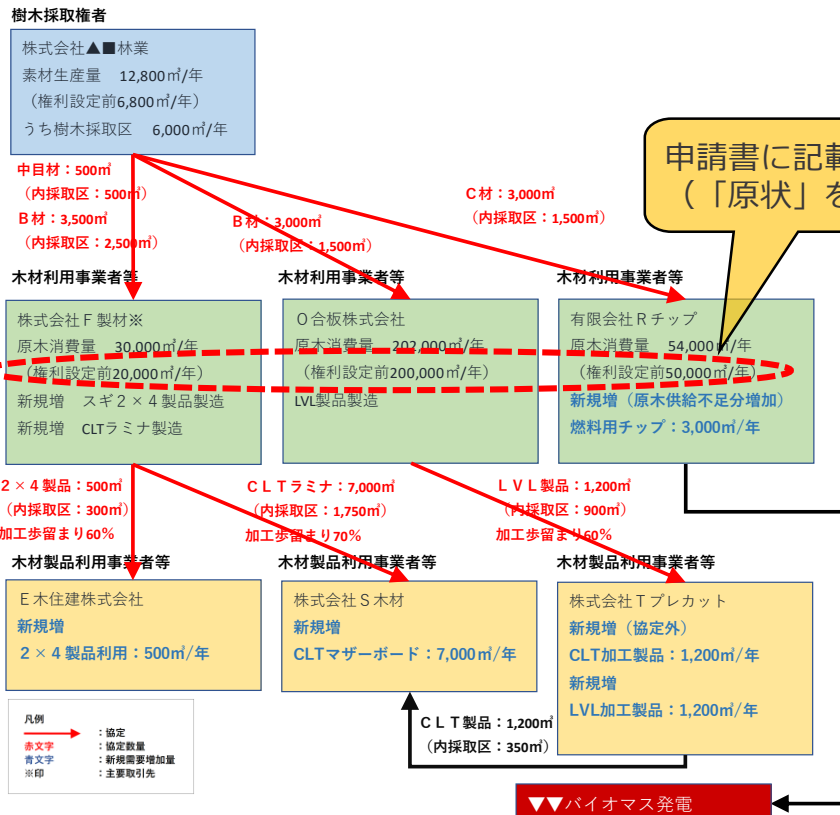 樹木採取権者
株式会社▲■林業
素材生産量　12,800㎥/年
（権利設定前6,800㎥/年）
うち樹木採取区　6,000㎥/年
中目材：500㎥
（内採取区：500㎥）
Ｂ材：3,500㎥
（内採取区：2,500㎥）
Ｂ材：3,000㎥
（内採取区：1,500㎥）
Ｃ材：3,000㎥
（内採取区：1,500㎥）
申請書に記載
（「原状」を
木材利用事業者等
株式会社Ｆ製材※
原木消費量　30,000㎥/年
（権利設定前20,000㎥/年）
新規増　スギ２×４製品製造
新規増　CLTラミナ製造
木材利用事業者等
Ｏ合板株式会社
原木消費量　202,000㎥/年
（権利設定前200,000㎥/年）
LVL製品製造
木材利用事業者等
有限会社Ｒチップ
原木消費量　54,000㎥/年
（権利設定前50,000㎥/年）
新規増（原木供給不足分増加）
燃料用チップ：3,000㎥/年
２×４製品：500㎥
（内採取区：300㎥）
加工歩留まり60%
ＣＬＴラミナ：7,000㎥
（内採取区：1,750㎥）
加工歩留まり70%
ＬＶＬ製品：1,200㎥
（内採取区：900㎥）
加工歩留まり60%
木材製品利用事業者等
Ｅ木住建株式会社
新規増
２×４製品利用：500㎥/年
木材製品利用事業者等
株式会社Ｓ木材
新規増
CLTマザーボード：7,000㎥/年
木材製品利用事業者等
株式会社Ｔプレカット
新規増（協定外）
CLT加工製品：1,200㎥/年
新規増
LVL加工製品：1,200㎥/年
ＣＬＴ製品：1,200㎥
（内採取区：350㎥）
凡例
：協定
赤文字　：協定数量
青文字　：新規需要増加量
※印　：主要取引先
▼▼バイオマス発電